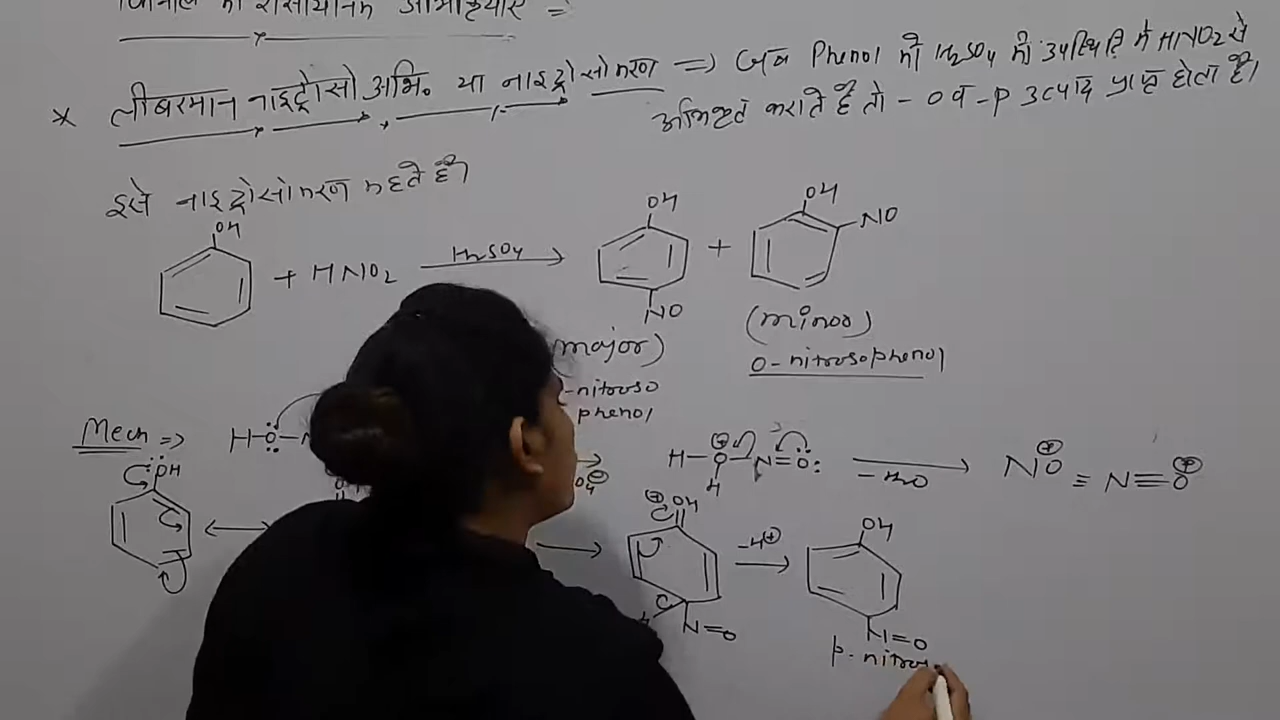 की रासायनिक अभिक्रियाएं =
* लीबरमान नाइट्रोसो अभि० या नाइट्रोसोकरण => जब Phenol की H2SO4 की उपस्थिति में HNO2 से
अभिकृत कराते हैं तो - o व -p उत्पाद प्राप्त होता है।
इसे नाइट्रोसोकरण कहते हैं।
OH + HNO2 H2SO4 OH NO + OH NO
(major) (minor)
-nitroso phenol o-nitrosophenol
Mech => H-O-N H-O-N=O: H -H2O NO⊕ ≡ N≡O⊕
OH ⊕OH H N=O -H⊕ OH N=O
p-nitros